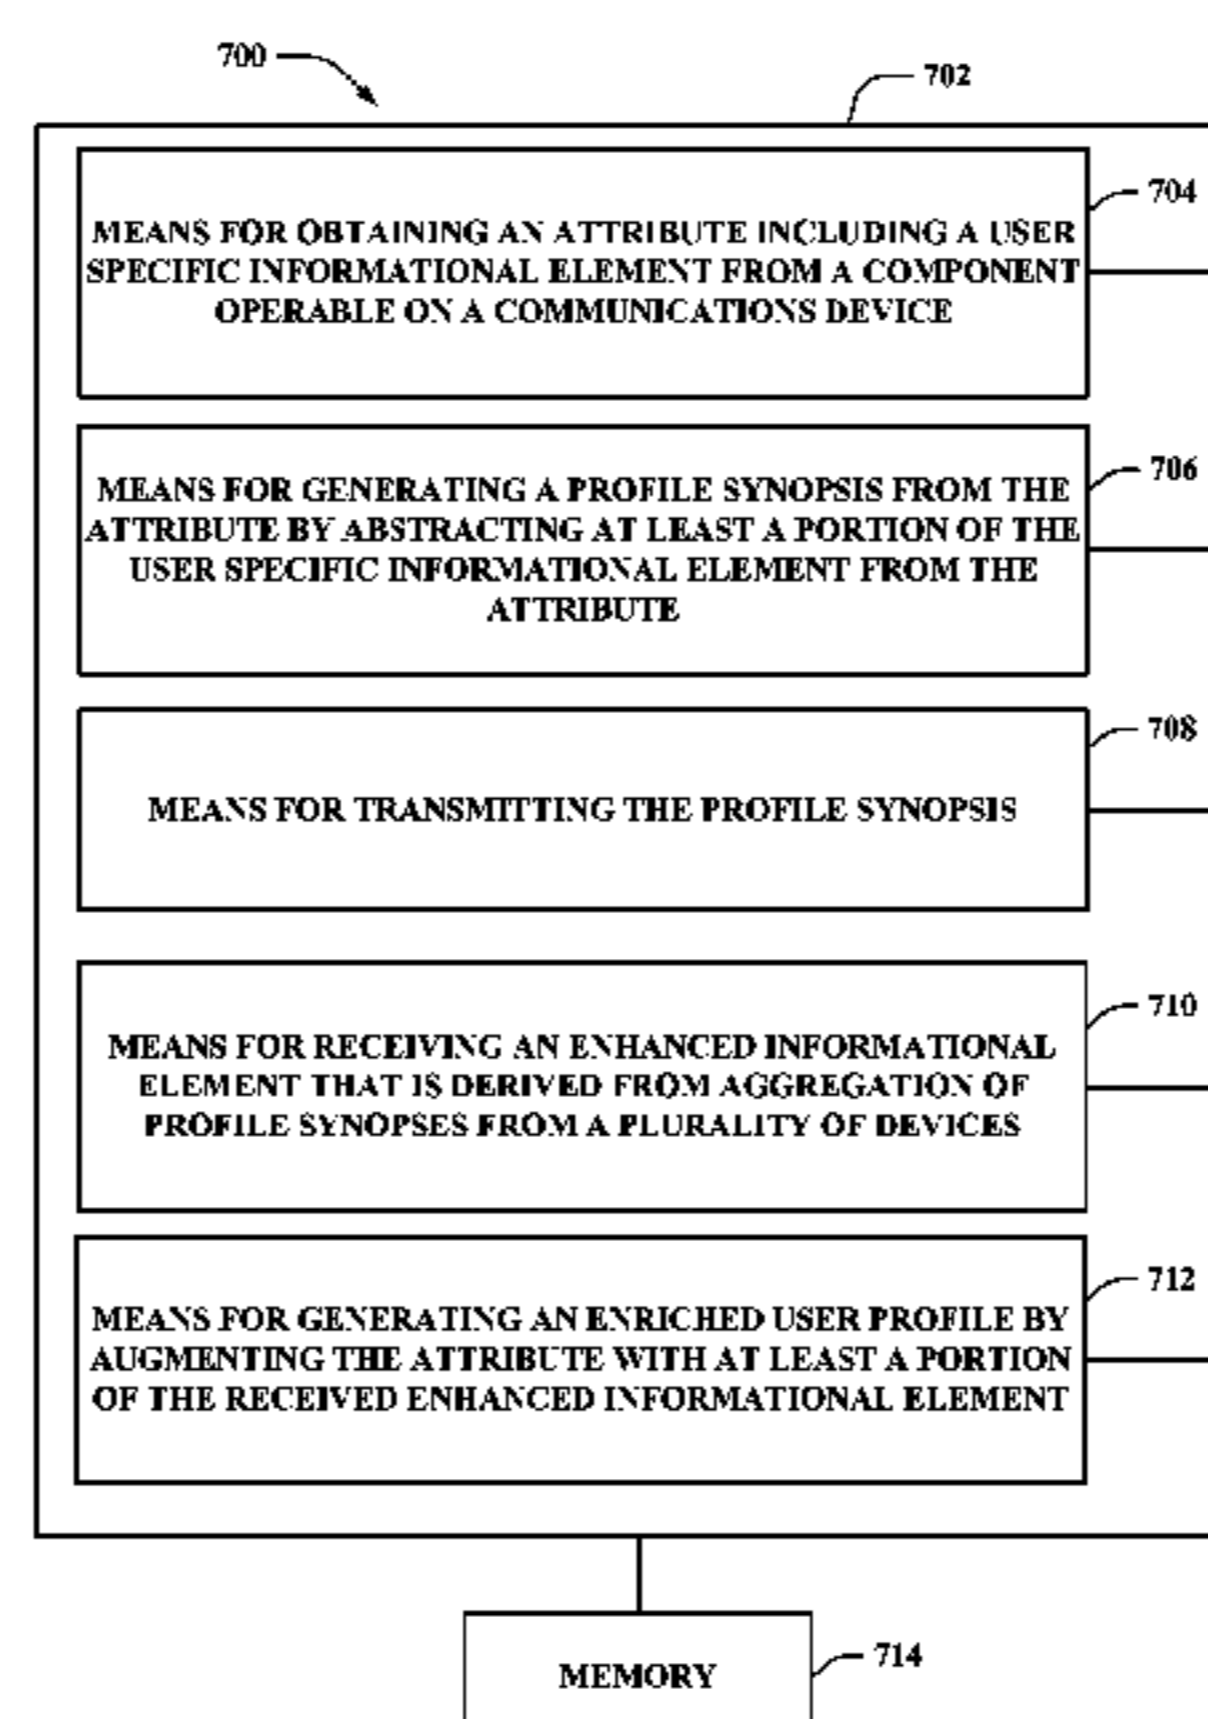 700
702
704
MEANS FOR OBTAINING AN ATTRIBUTE INCLUDING A USER
SPECIFIC INFORMATIONAL ELEMENT FROM A COMPONENT
OPERABLE ON A COMMUNICATIONS DEVICE
706
MEANS FOR GENERATING A PROFILE SYNOPSIS FROM THE
ATTRIBUTE BY ABSTRACTING AT LEAST A PORTION OF THE
USER SPECIFIC INFORMATIONAL ELEMENT FROM THE
ATTRIBUTE
708
MEANS FOR TRANSMITTING THE PROFILE SYNOPSIS
710
MEANS FOR RECEIVING AN ENHANCED INFORMATIONAL
ELEMENT THAT IS DERIVED FROM AGGREGATION OF
PROFILE SYNOPSES FROM A PLURALITY OF DEVICES
712
MEANS FOR GENERATING AN ENRICHED USER PROFILE BY
AUGMENTING THE ATTRIBUTE WITH AT LEAST A PORTION
OF THE RECEIVED ENHANCED INFORMATIONAL ELEMENT
714
MEMORY